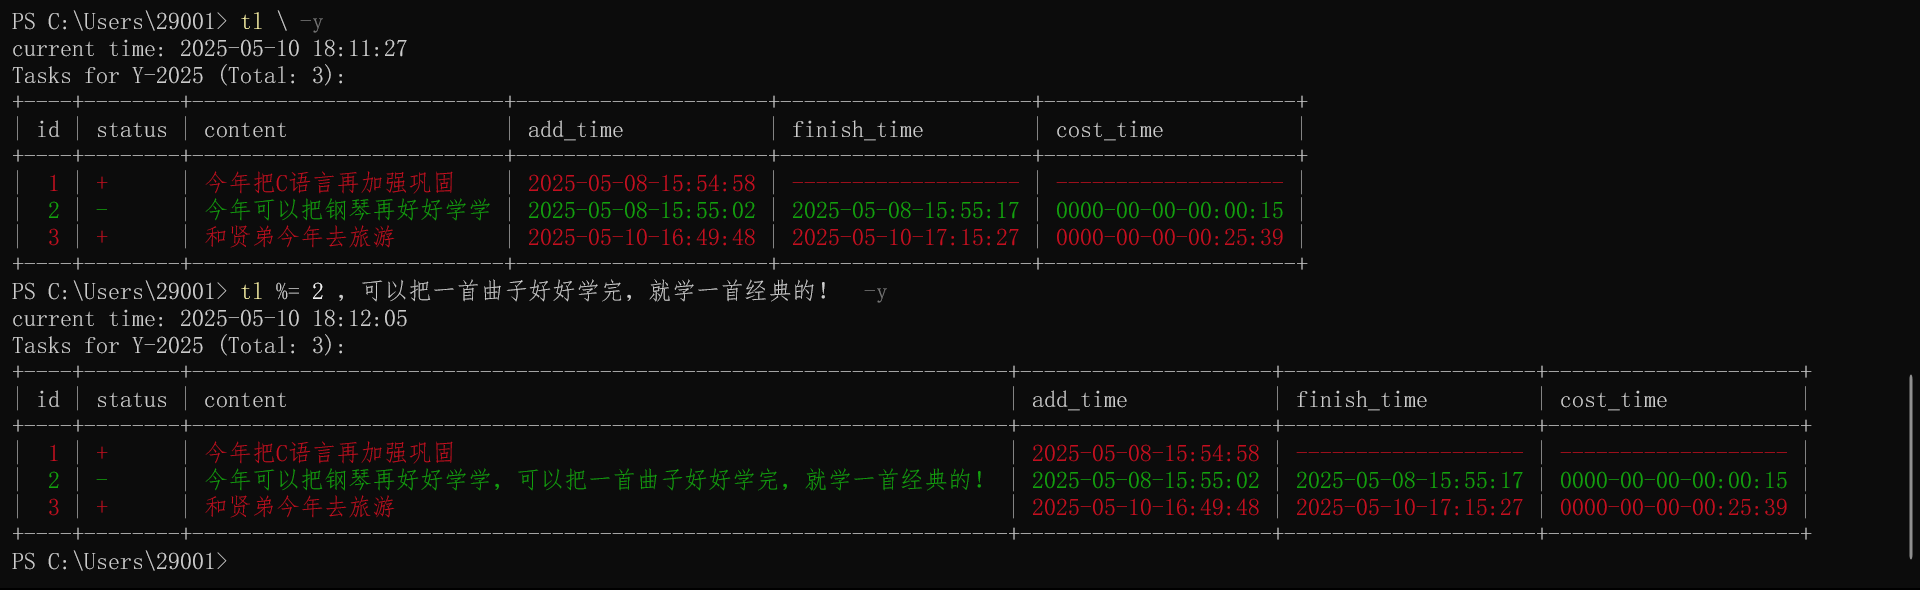 PS C:\Users\29001> tl \ -y
current time: 2025-05-10 18:11:27
Tasks for Y-2025 (Total: 3):
+----+--------+--------------------------+---------------------+---------------------+---------------------+
| id | status | content | add_time | finish_time | cost_time |
+----+--------+--------------------------+---------------------+---------------------+---------------------+
| 1 | + | 今年把C语言再加强巩固 | 2025-05-08-15:54:58 | ------------------- | ------------------- |
| 2 | - | 今年可以把钢琴再好好学学 | 2025-05-08-15:55:02 | 2025-05-08-15:55:17 | 0000-00-00-00:00:15 |
| 3 | + | 和贤弟今年去旅游 | 2025-05-10-16:49:48 | 2025-05-10-17:15:27 | 0000-00-00-00:25:39 |
+----+--------+--------------------------+---------------------+---------------------+---------------------+
PS C:\Users\29001> tl %= 2 ，可以把一首曲子好好学完，就学一首经典的！ -y
current time: 2025-05-10 18:12:05
Tasks for Y-2025 (Total: 3):
+----+--------+--------------------------------------------------------------------+---------------------+---------------------+---------------------+
| id | status | content | add_time | finish_time | cost_time |
+----+--------+--------------------------------------------------------------------+---------------------+---------------------+---------------------+
| 1 | + | 今年把C语言再加强巩固 | 2025-05-08-15:54:58 | ------------------- | ------------------- |
| 2 | - | 今年可以把钢琴再好好学学，可以把一首曲子好好学完，就学一首经典的！ | 2025-05-08-15:55:02 | 2025-05-08-15:55:17 | 0000-00-00-00:00:15 |
| 3 | + | 和贤弟今年去旅游 | 2025-05-10-16:49:48 | 2025-05-10-17:15:27 | 0000-00-00-00:25:39 |
+----+--------+--------------------------------------------------------------------+---------------------+---------------------+---------------------+
PS C:\Users\29001>